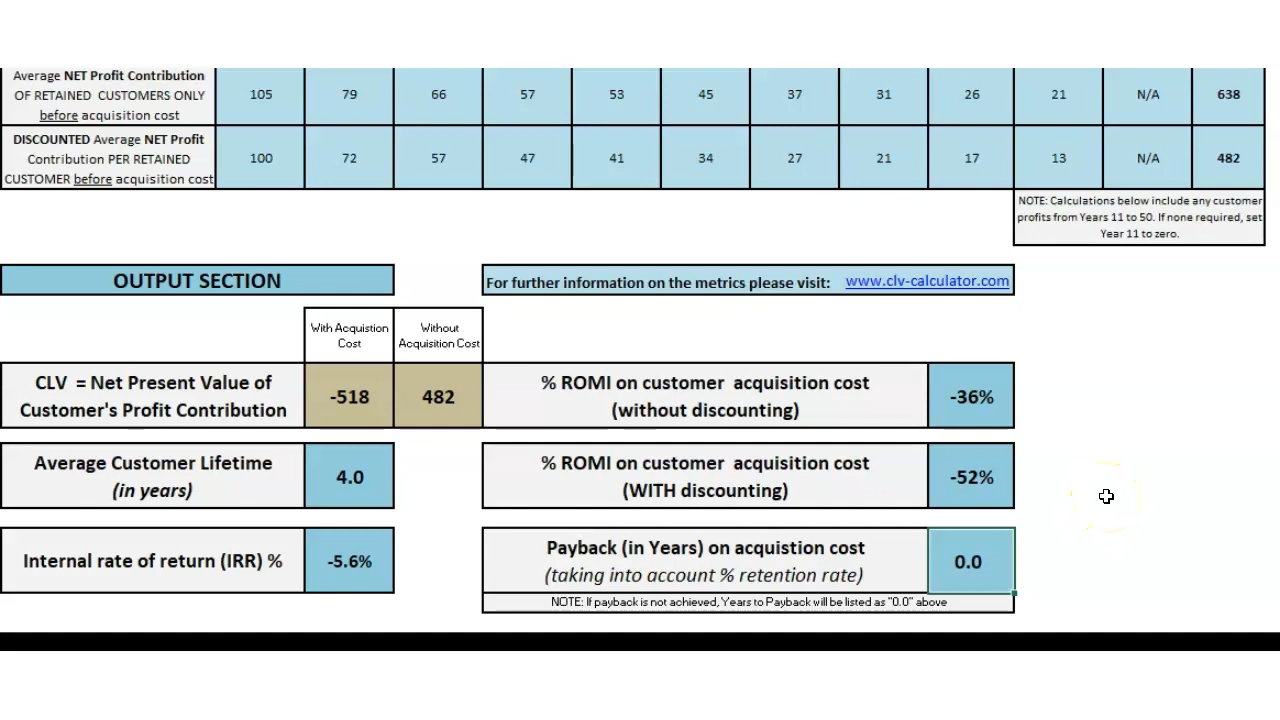 Average NET Profit Contribution
OF RETAINED CUSTOMERS ONLY
before acquisition cost
105 79 66 57 53 45 37 31 26 21 N/A 638
DISCOUNTED Average NET Profit
Contribution PER RETAINED
CUSTOMER before acquisition cost
100 72 57 47 41 34 27 21 17 13 N/A 482
NOTE: Calculations below include any customer
profits from Years 11 to 50. If none required, set
Year 11 to zero.
OUTPUT SECTION
For further information on the metrics please visit: www.clv-calculator.com
With Acquistion
Cost
Without
Acquisition Cost
CLV = Net Present Value of
Customer's Profit Contribution
-518
482
% ROMI on customer acquisition cost
(without discounting)
-36%
Average Customer Lifetime
(in years)
4.0
% ROMI on customer acquisition cost
(WITH discounting)
-52%
Internal rate of return (IRR) %
-5.6%
Payback (in Years) on acquistion cost
(taking into account % retention rate)
0.0
NOTE: If payback is not achieved, Years to Payback will be listed as "0.0" above